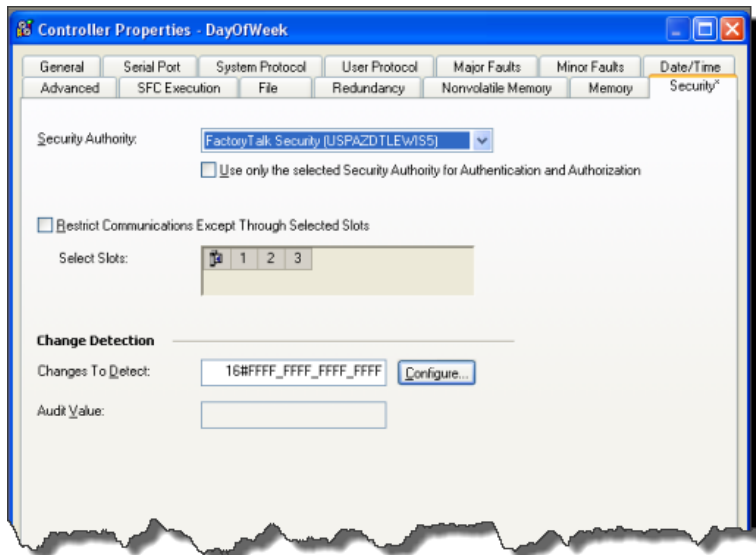 Controller Properties - DayOfWeek
General Serial Port System Protocol User Protocol Major Faults Minor Faults Date/Time
Advanced SFC Execution File Redundancy Nonvolatile Memory Memory Security*
Security Authority: FactoryTalk Security (USPAZDTLEWIS5)
Use only the selected Security Authority for Authentication and Authorization
Restrict Communications Except Through Selected Slots
Select Slots: 1 2 3
Change Detection
Changes To Detect: 16#FFFF_FFFF_FFFF_FFFF Configure...
Audit Value: